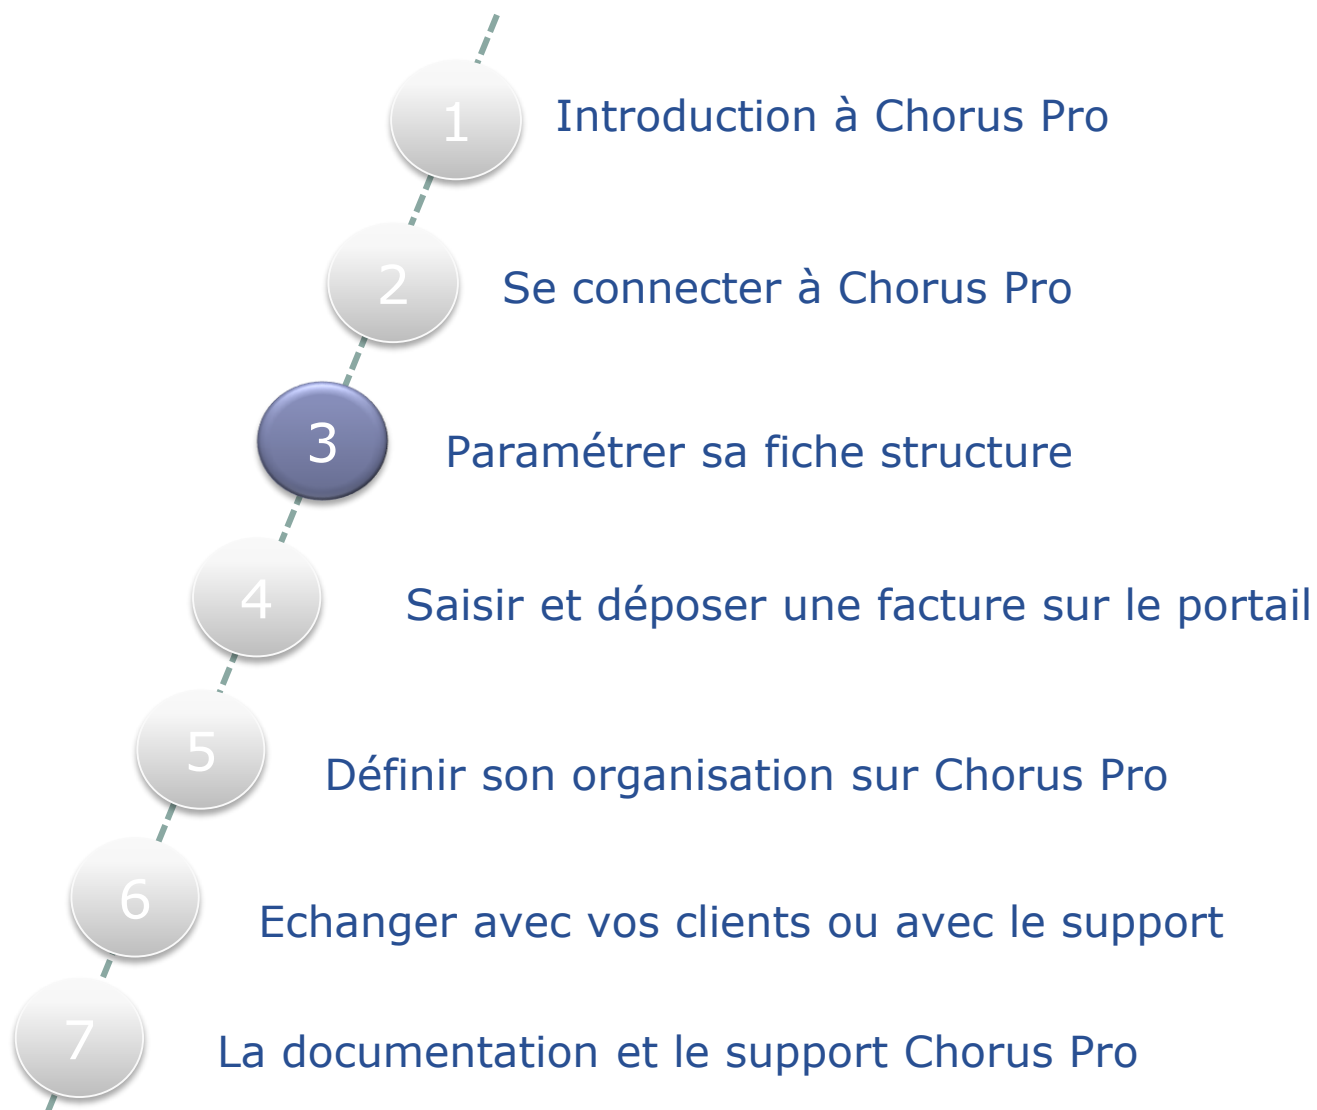 1 Introduction à Chorus Pro
2 Se connecter à Chorus Pro
3 Paramétrer sa fiche structure
4 Saisir et déposer une facture sur le portail
5 Définir son organisation sur Chorus Pro
6 Echanger avec vos clients ou avec le support
7 La documentation et le support Chorus Pro